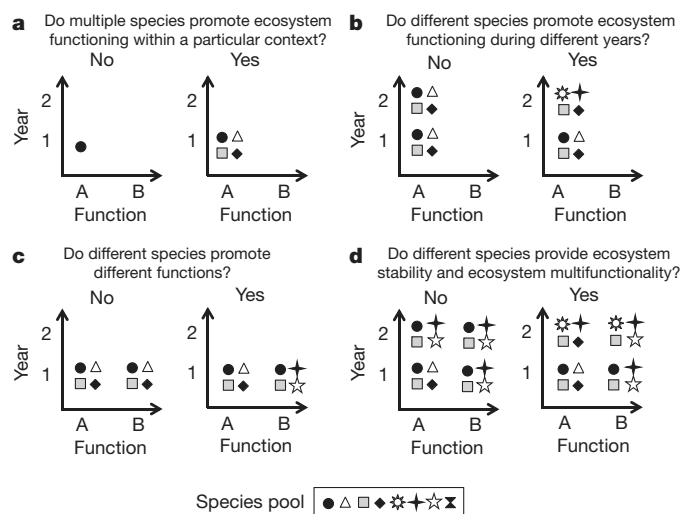 a Do multiple species promote ecosystem
functioning within a particular context?
No Yes
Year
2
1
A B
Function
2
1
A B
Function
b Do different species promote ecosystem
functioning during different years?
No Yes
Year
2
1
A B
Function
2
1
A B
Function
c Do different species promote
different functions?
No Yes
Year
2
1
A B
Function
2
1
A B
Function
d Do different species provide ecosystem
stability and ecosystem multifunctionality?
No Yes
Year
2
1
A B
Function
2
1
A B
Function
Species pool